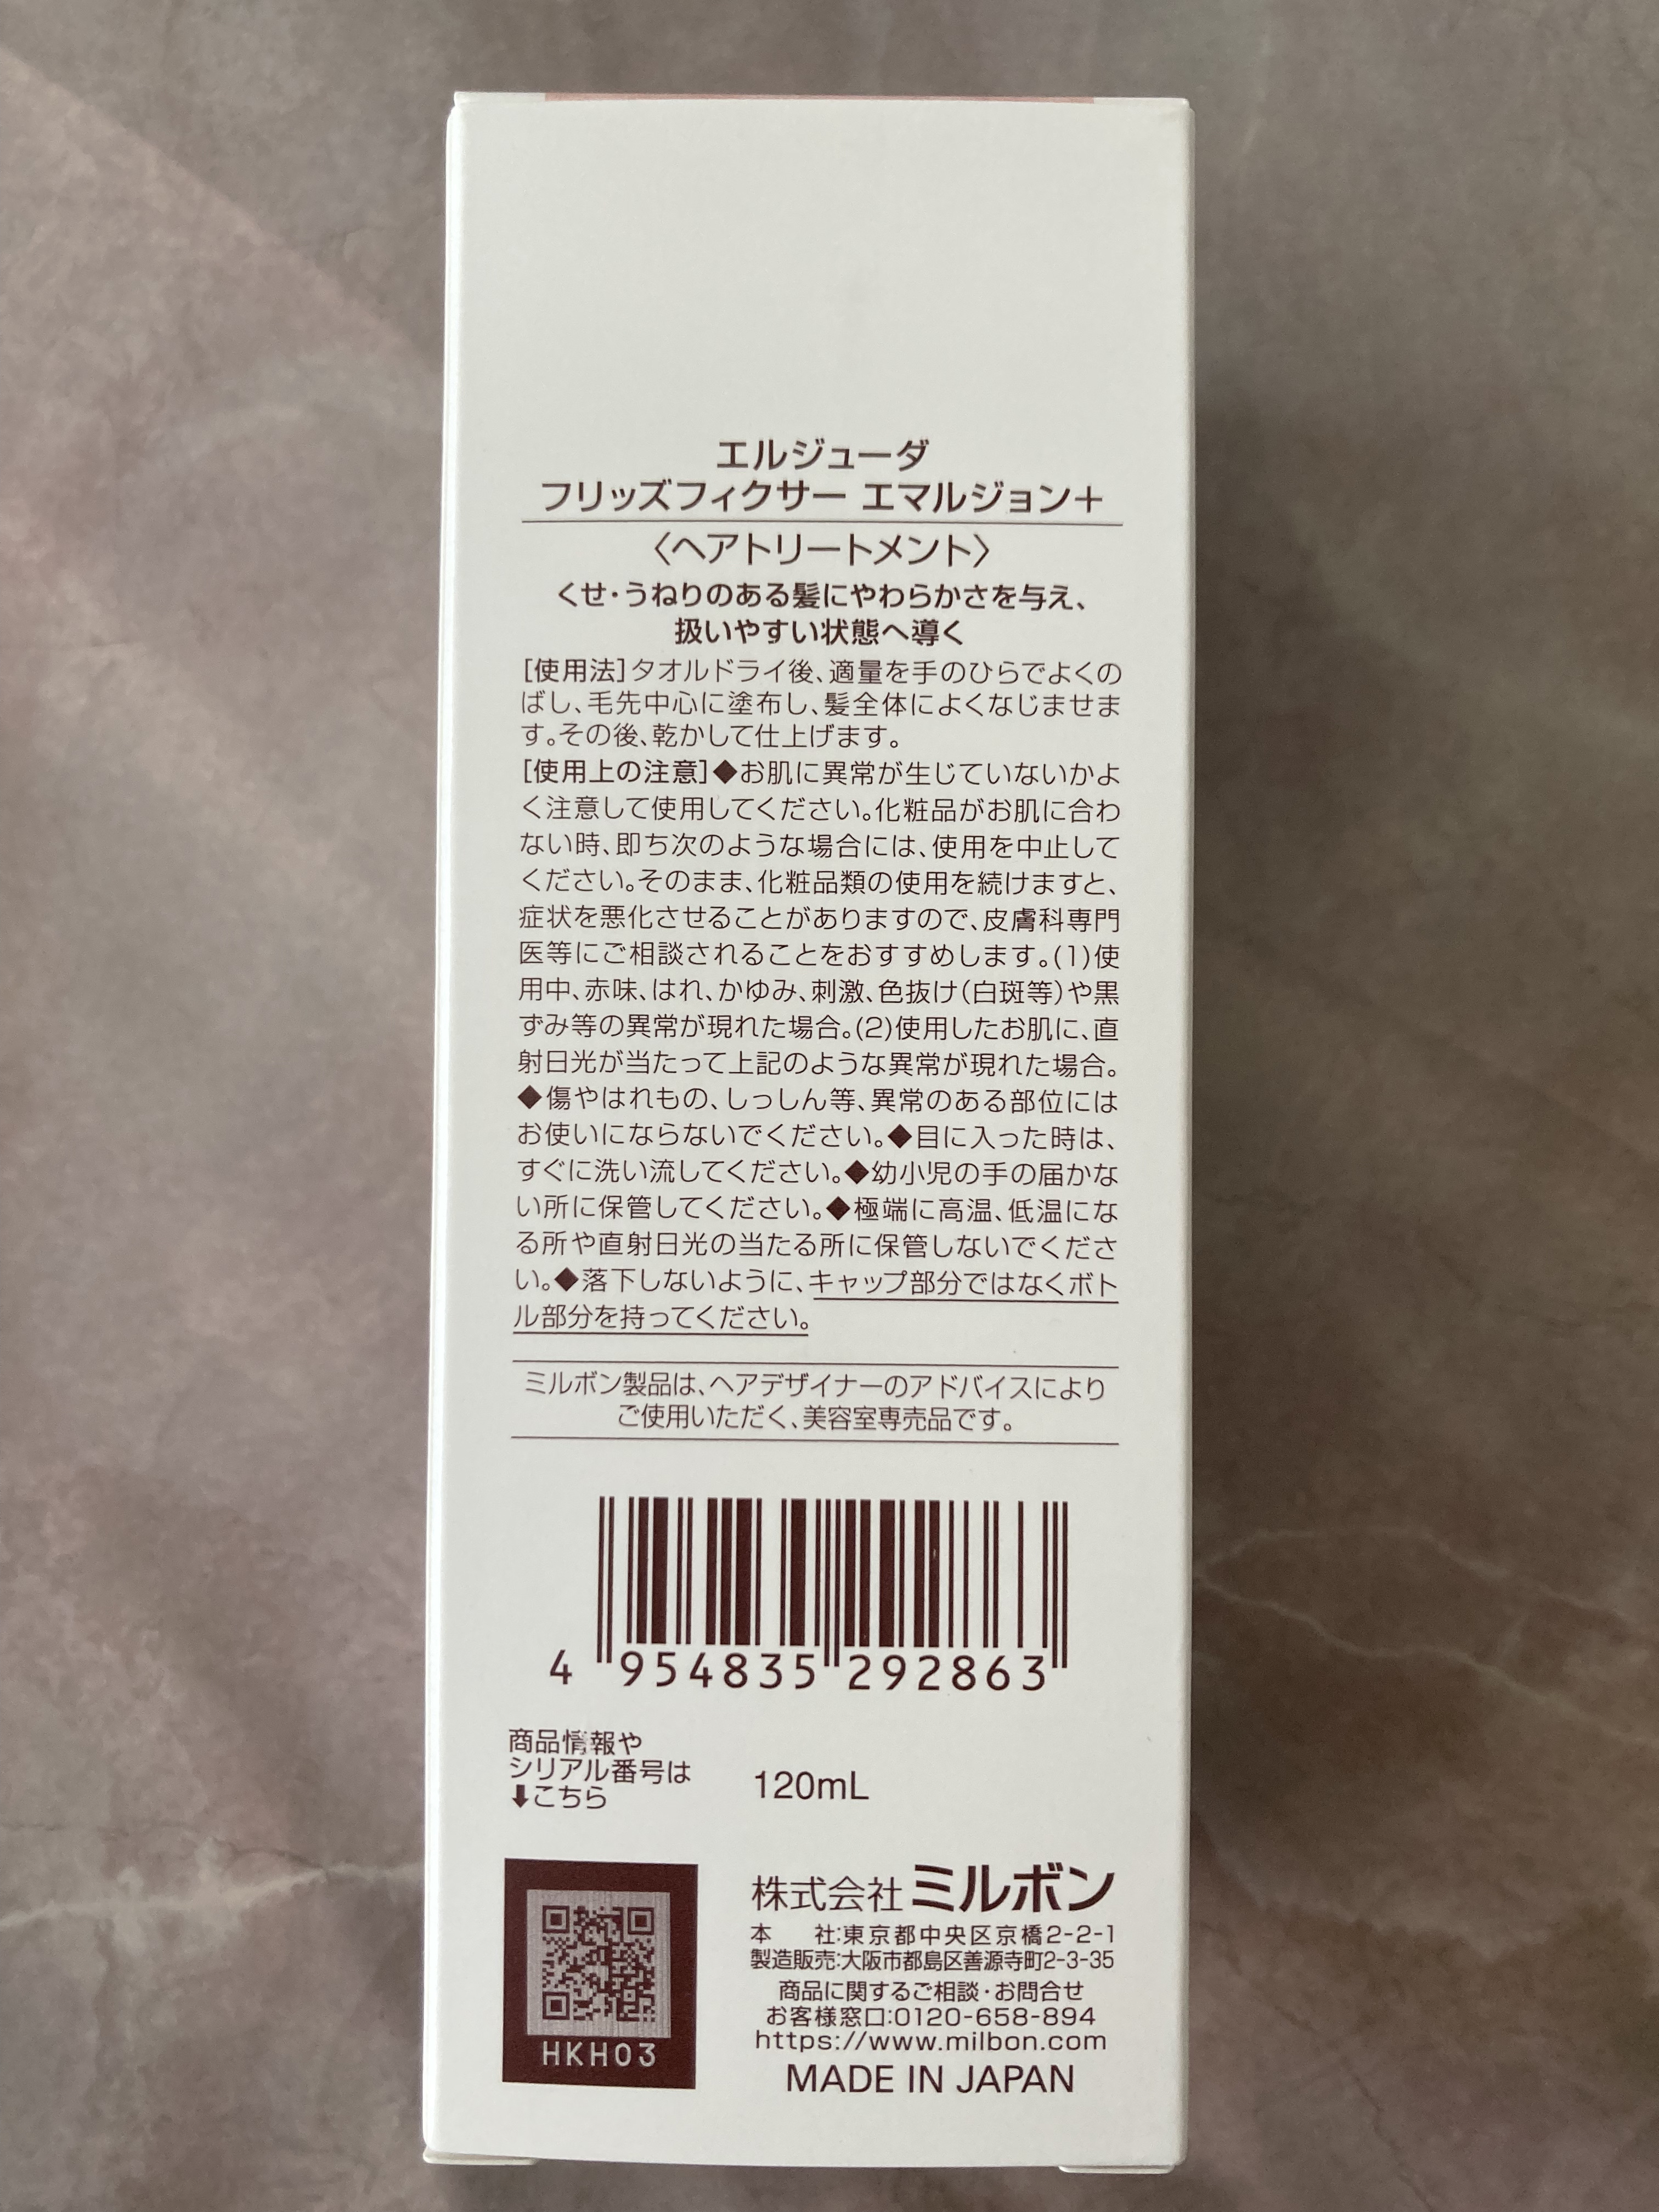 エルジューダ
フリッズフィクサー エマルジョン＋
〈ヘアトリートメント〉
くせ・うねりのある髪にやわらかさを与え、
扱いやすい状態へ導く
[使用法]タオルドライ後、適量を手のひらでよくの
ばし、毛先中心に塗布し、髪全体によくなじませま
す。その後、乾かして仕上げます。
[使用上の注意]◆お肌に異常が生じていないかよ
く注意して使用してください。化粧品がお肌に合わ
ない時、即ち次のような場合には、使用を中止して
ください。そのまま、化粧品類の使用を続けますと、
症状を悪化させることがありますので、皮膚科専門
医等にご相談されることをおすすめします。(1)使
用中、赤味、はれ、かゆみ、刺激、色抜け(白斑等)や黒
ずみ等の異常が現れた場合。(2)使用したお肌に、直
射日光が当たって上記のような異常が現れた場合。
◆傷やはれもの、しっしん等、異常のある部位には
お使いにならないでください。◆目に入った時は、
すぐに洗い流してください。◆幼小児の手の届かな
い所に保管してください。◆極端に高温、低温にな
る所や直射日光の当たる所に保管しないでくださ
い。◆落下しないように、キャップ部分ではなくボト
ル部分を持ってください。
ミルボン製品は、ヘアデザイナーのアドバイスにより
ご使用いただく、美容室専売品です。
4 954835 292863
商品情報や
シリアル番号は
⬇こちら
120mL
HKH03
株式会社ミルボン
本　社:東京都中央区京橋2-2-1
製造販売:大阪市都島区善源寺町2-3-35
商品に関するご相談・お問合せ
お客様窓口:0120-658-894
https://www.milbon.com
MADE IN JAPAN